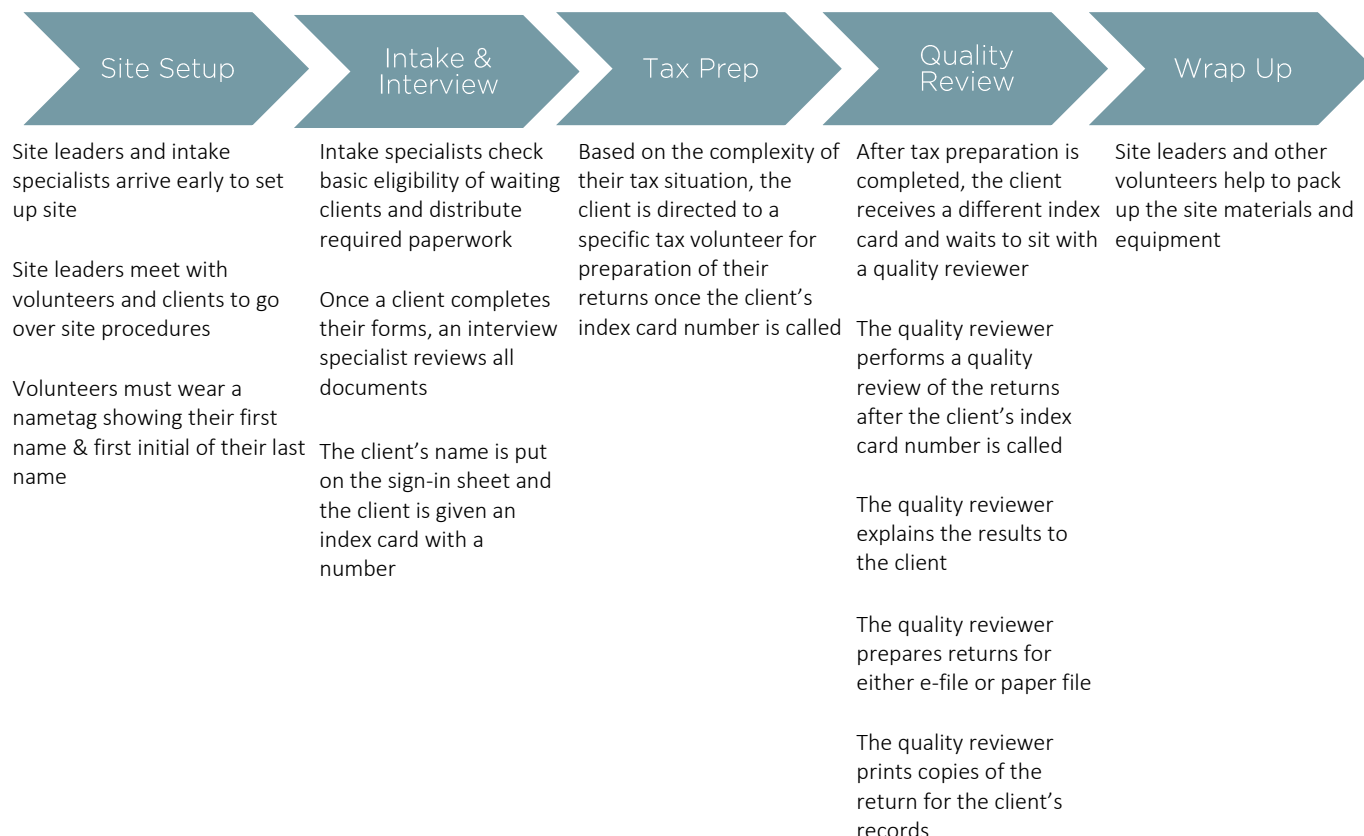 Site Setup
Intake &
Interview
Tax Prep
Quality
Review
Wrap Up
Site leaders and intake
specialists arrive early to set
up site
Site leaders meet with
volunteers and clients to go
over site procedures
Volunteers must wear a
nametag showing their first
name & first initial of their last
name
Intake specialists check
basic eligibility of waiting
clients and distribute
required paperwork
Once a client completes
their forms, an interview
specialist reviews all
documents
The client’s name is put
on the sign-in sheet and
the client is given an
index card with a
number
Based on the complexity of
their tax situation, the
client is directed to a
specific tax volunteer for
preparation of their
returns once the client’s
index card number is called
After tax preparation is
completed, the client
receives a different index
card and waits to sit with
a quality reviewer
The quality reviewer
performs a quality
review of the returns
after the client’s index
card number is called
The quality reviewer
explains the results to
the client
The quality reviewer
prepares returns for
either e-file or paper file
The quality reviewer
prints copies of the
return for the client’s
records
Site leaders and other
volunteers help to pack
up the site materials and
equipment